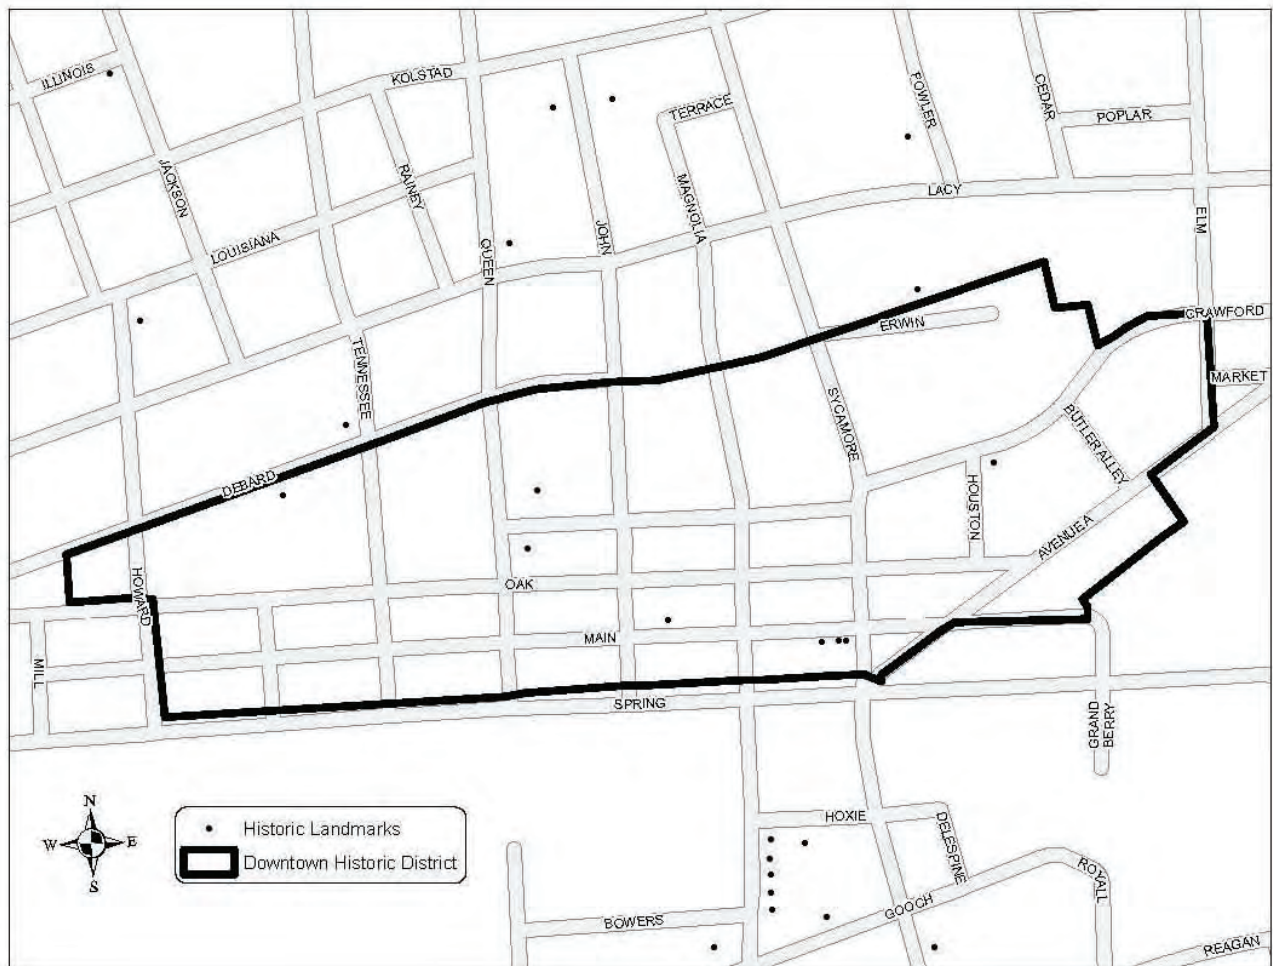 ILLINOIS
KOLSTAD
TERRACE
FOWLER
CEDAR
POPLAR
JACKSON
RAINEY
MAGNOLIA
LACY
LOUISIANA
QUEEN
JOHN
ELM
CRAWFORD
ERWIN
TENNESSEE
MARKET
SYCAMORE
BUTLER ALLEY
DEBARD
HOUSTON
AVENUE A
HOWARD
OAK
MAIN
MILL
SPRING
GRAND
BERRY
N
W
E
S
Historic Landmarks
Downtown Historic District
HOXIE
DELESPINE
ROYALL
GOOCH
BOWERS
REAGAN